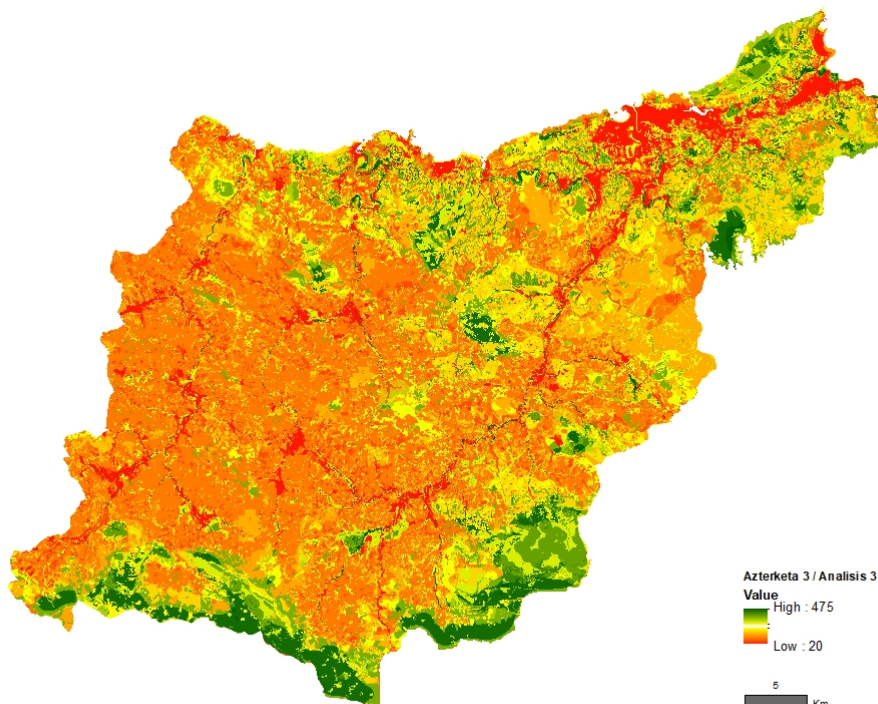 Azterketa 3 / Analisis 3
Value
High : 475
Low : 20
5
Km